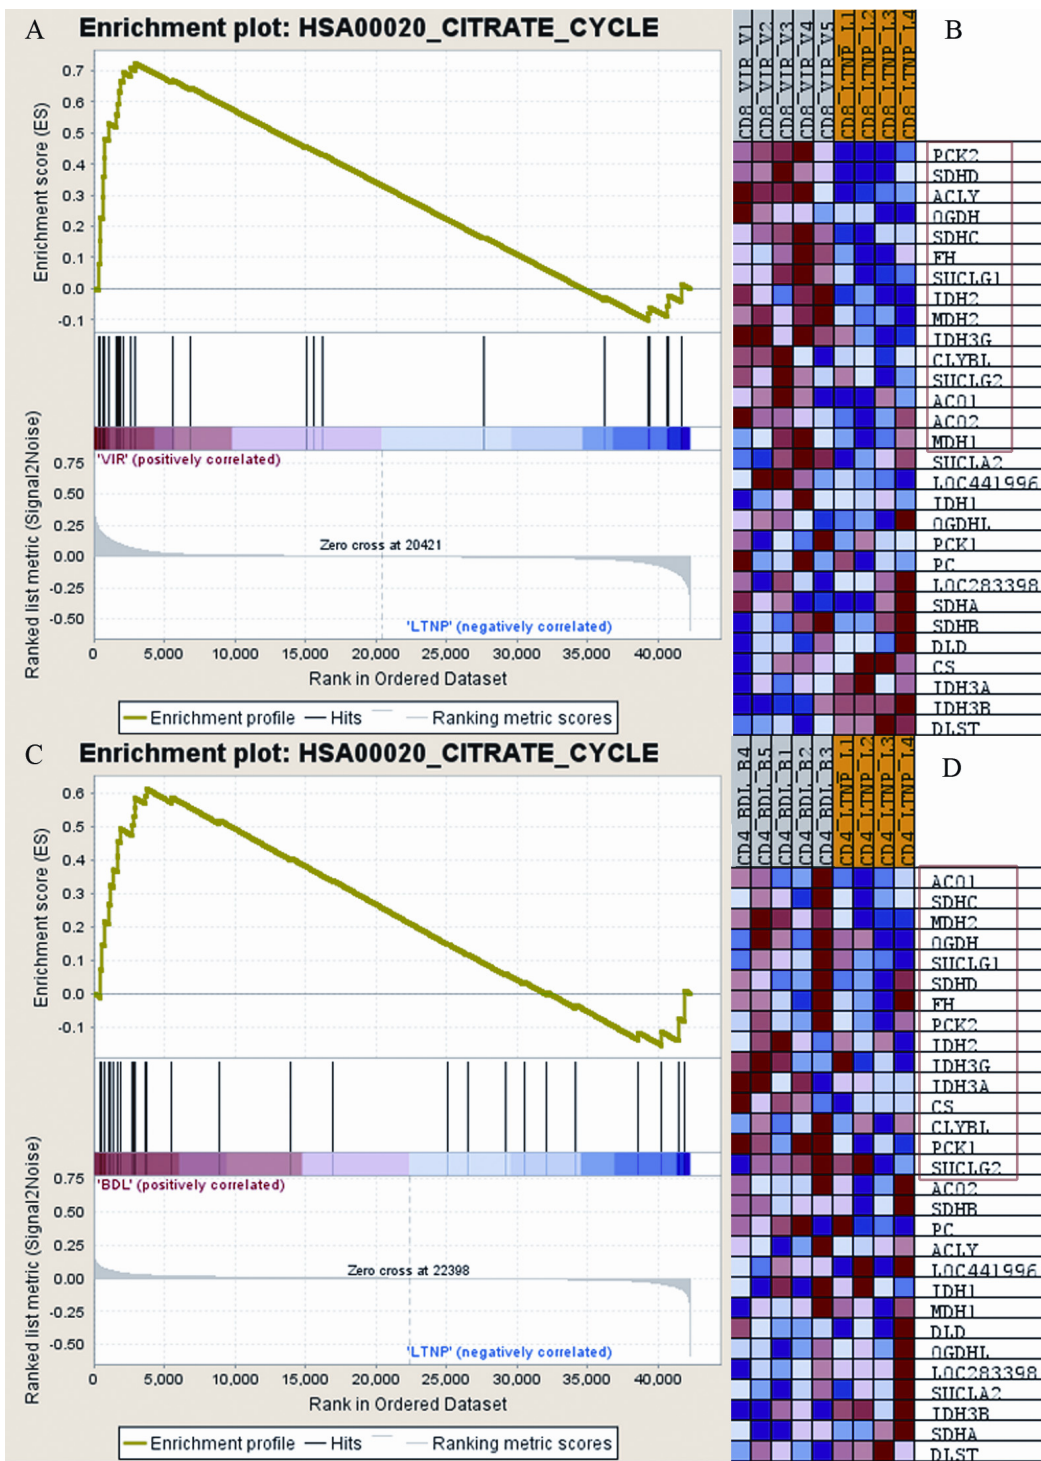 A
Enrichment plot: HSA00020_CITRATE_CYCLE
Enrichment score (ES)
0.7
0.6
0.5
0.4
0.3
0.2
0.1
0.0
-0.1
'VIR' (positively correlated)
Ranked list metric (Signal2Noise)
0.75
0.50
0.25
0.00
-0.25
-0.50
Zero cross at 20421
'LTNP' (negatively correlated)
0 5,000 10,000 15,000 20,000 25,000 30,000 35,000 40,000
Rank in Ordered Dataset
Enrichment profile Hits Ranking metric scores
B
CD8_VIR_V1
CD8_VIR_V2
CD8_VIR_V3
CD8_VIR_V4
CD8_VIR_V5
CD8_LTNP_L1
CD8_LTNP_L2
CD8_LTNP_L3
CD8_LTNP_L4
PCK2
SDHD
ACLY
OGDH
SDHC
FH
SUCLG1
IDH2
MDH2
IDH3G
CLYBL
SUCLG2
ACO1
ACO2
MDH1
SUCLA2
LOC441996
IDH1
OGDHL
PCK1
PC
LOC283398
SDHA
SDHB
DLD
CS
IDH3A
IDH3B
DLST
C
Enrichment plot: HSA00020_CITRATE_CYCLE
Enrichment score (ES)
0.6
0.5
0.4
0.3
0.2
0.1
0.0
-0.1
'BDL' (positively correlated)
Ranked list metric (Signal2Noise)
0.75
0.50
0.25
0.00
-0.25
-0.50
Zero cross at 22398
'LTNP' (negatively correlated)
0 5,000 10,000 15,000 20,000 25,000 30,000 35,000 40,000
Rank in Ordered Dataset
Enrichment profile Hits Ranking metric scores
D
CD4_BDL_B4
CD4_BDL_B5
CD4_BDL_B1
CD4_BDL_B2
CD4_BDL_B3
CD4_LTNP_L1
CD4_LTNP_L2
CD4_LTNP_L3
CD4_LTNP_L4
ACO1
SDHC
MDH2
OGDH
SUCLG1
SDHD
FH
PCK2
IDH2
IDH3G
IDH3A
CS
CLYBL
PCK1
SUCLG2
ACO2
SDHB
PC
ACLY
LOC441996
IDH1
MDH1
DLD
OGDHL
LOC283398
SUCLA2
IDH3B
SDHA
DLST